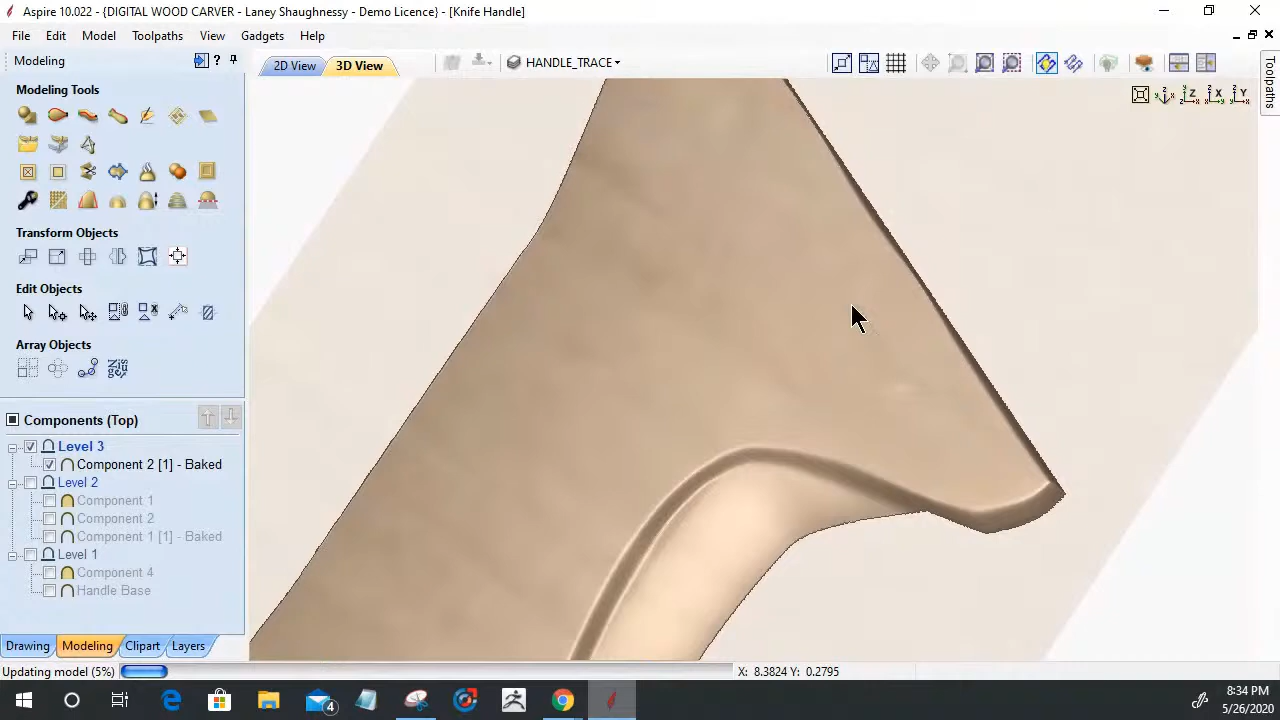 Aspire 10.022 - {DIGITAL WOOD CARVER - Laney Shaughnessy - Demo Licence} - [Knife Handle]
File Edit Model Toolpaths View Gadgets Help
Modeling
2D View 3D View HANDLE_TRACE
Toolpaths
Z X Y
Modeling Tools
Transform Objects
Edit Objects
Array Objects
Components (Top)
Level 3
Component 2 [1] - Baked
Level 2
Component 1
Component 2
Component 1 [1] - Baked
Level 1
Component 4
Handle Base
Drawing Modeling Clipart Layers
Updating model (5%) X: 8.3824 Y: 0.2795
4
8:34 PM
5/26/2020